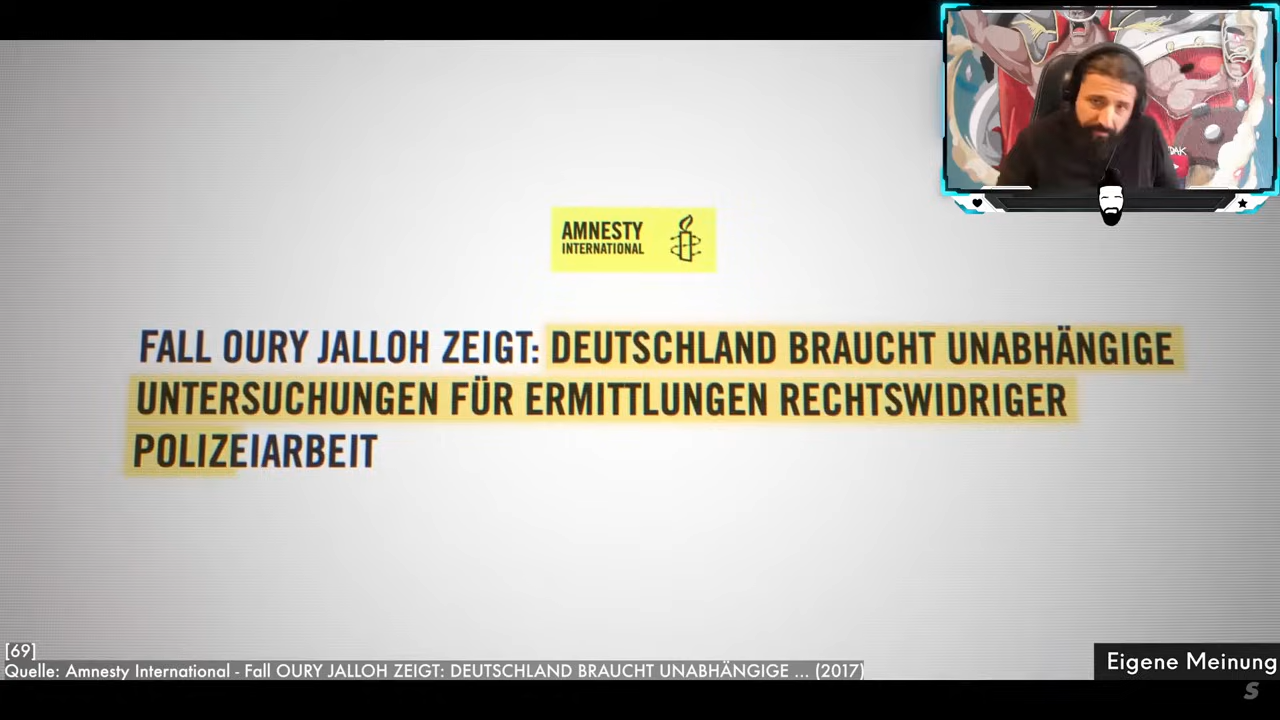 AMNESTY
INTERNATIONAL
FALL OURY JALLOH ZEIGT: DEUTSCHLAND BRAUCHT UNABHÄNGIGE
UNTERSUCHUNGEN FÜR ERMITTLUNGEN RECHTSWIDRIGER
POLIZEIARBEIT
[69]
Quelle: Amnesty International - Fall OURY JALLOH ZEIGT: DEUTSCHLAND BRAUCHT UNABHÄNGIGE ... (2017)
Eigene Meinung
S